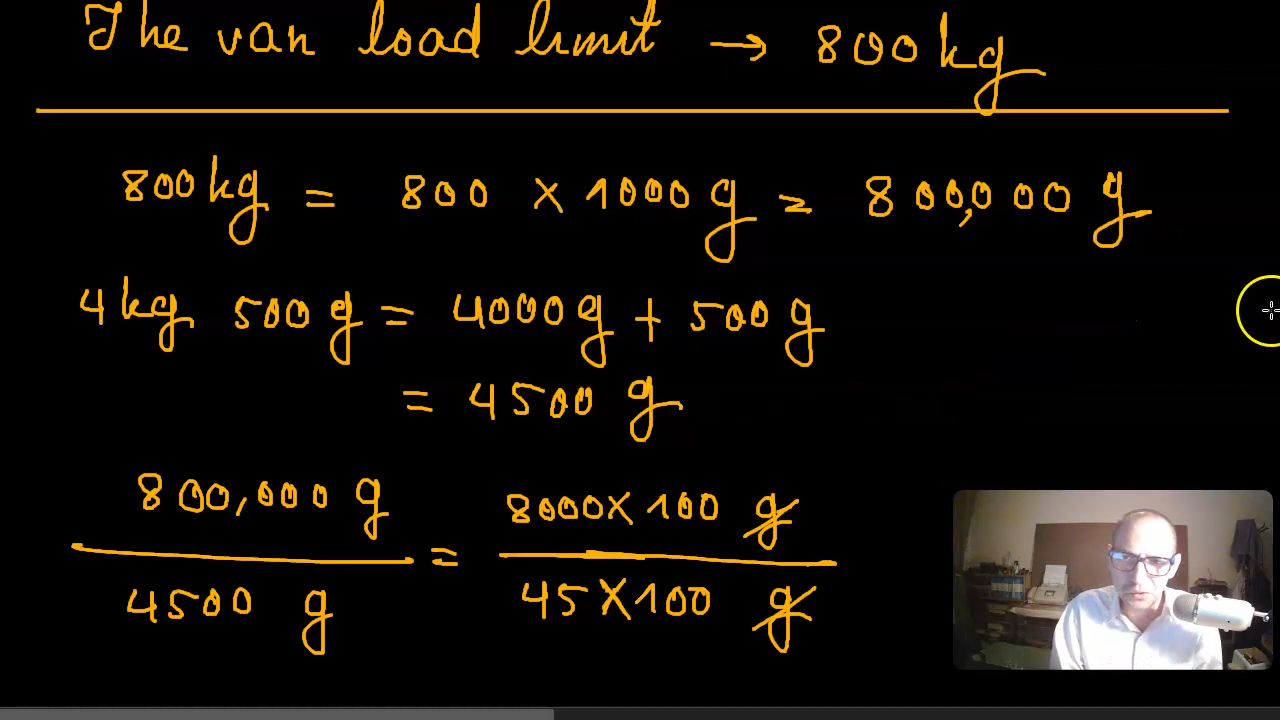 The van load limit → 800 kg
800 kg = 800 × 1000 g = 800,000 g
4 kg 500 g = 4000 g + 500 g
= 4500 g
800,000 g / 4500 g = 8000 × 100 g / 45 × 100 g